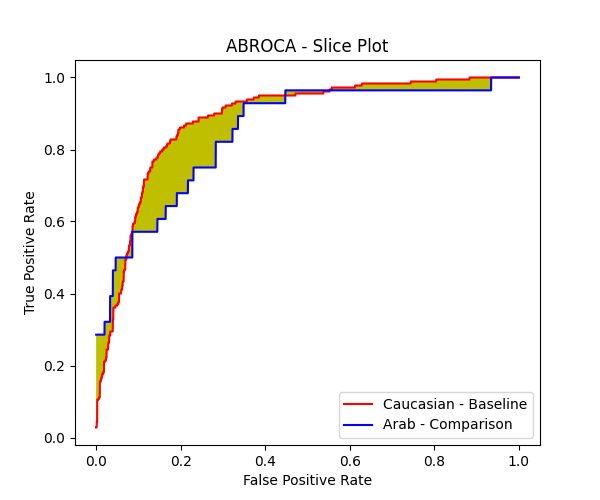 ABROCA - Slice Plot
True Positive Rate
1.0
0.8
0.6
0.4
0.2
0.0
0.0 0.2 0.4 0.6 0.8 1.0
False Positive Rate
Caucasian - Baseline
Arab - Comparison